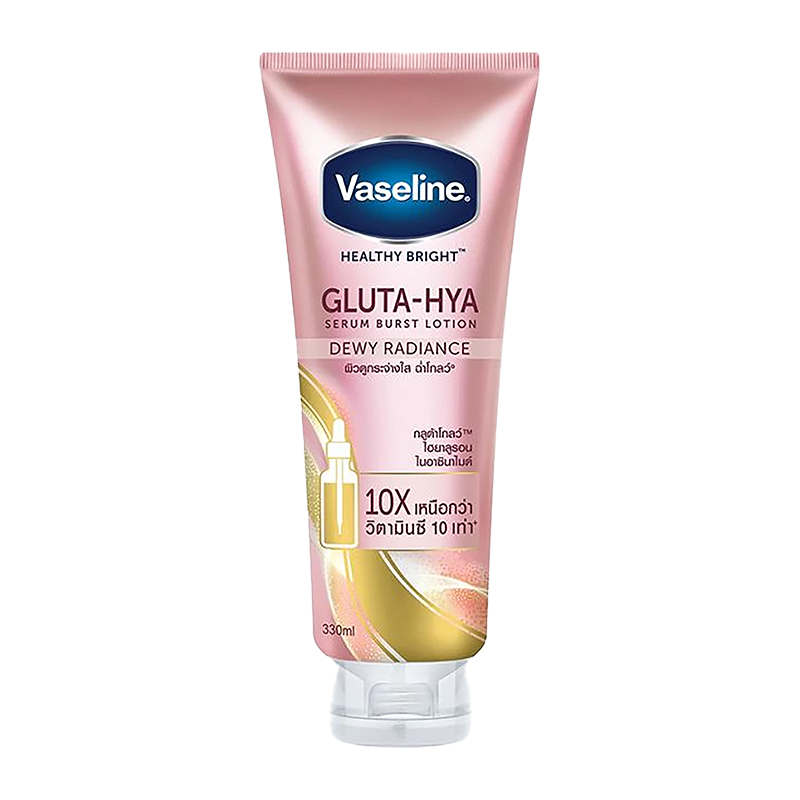 Vaseline®
HEALTHY BRIGHT™
GLUTA-HYA
SERUM BURST LOTION
DEWY RADIANCE
ผิวดูกระจ่างใส ฉ่ำโกลว์°
กลูต้าโกลว์™
ไฮยาลูรอน
ไนอาซินาไมด์
10X เหนือกว่า
วิตามินซี 10 เท่า⁺
330ml